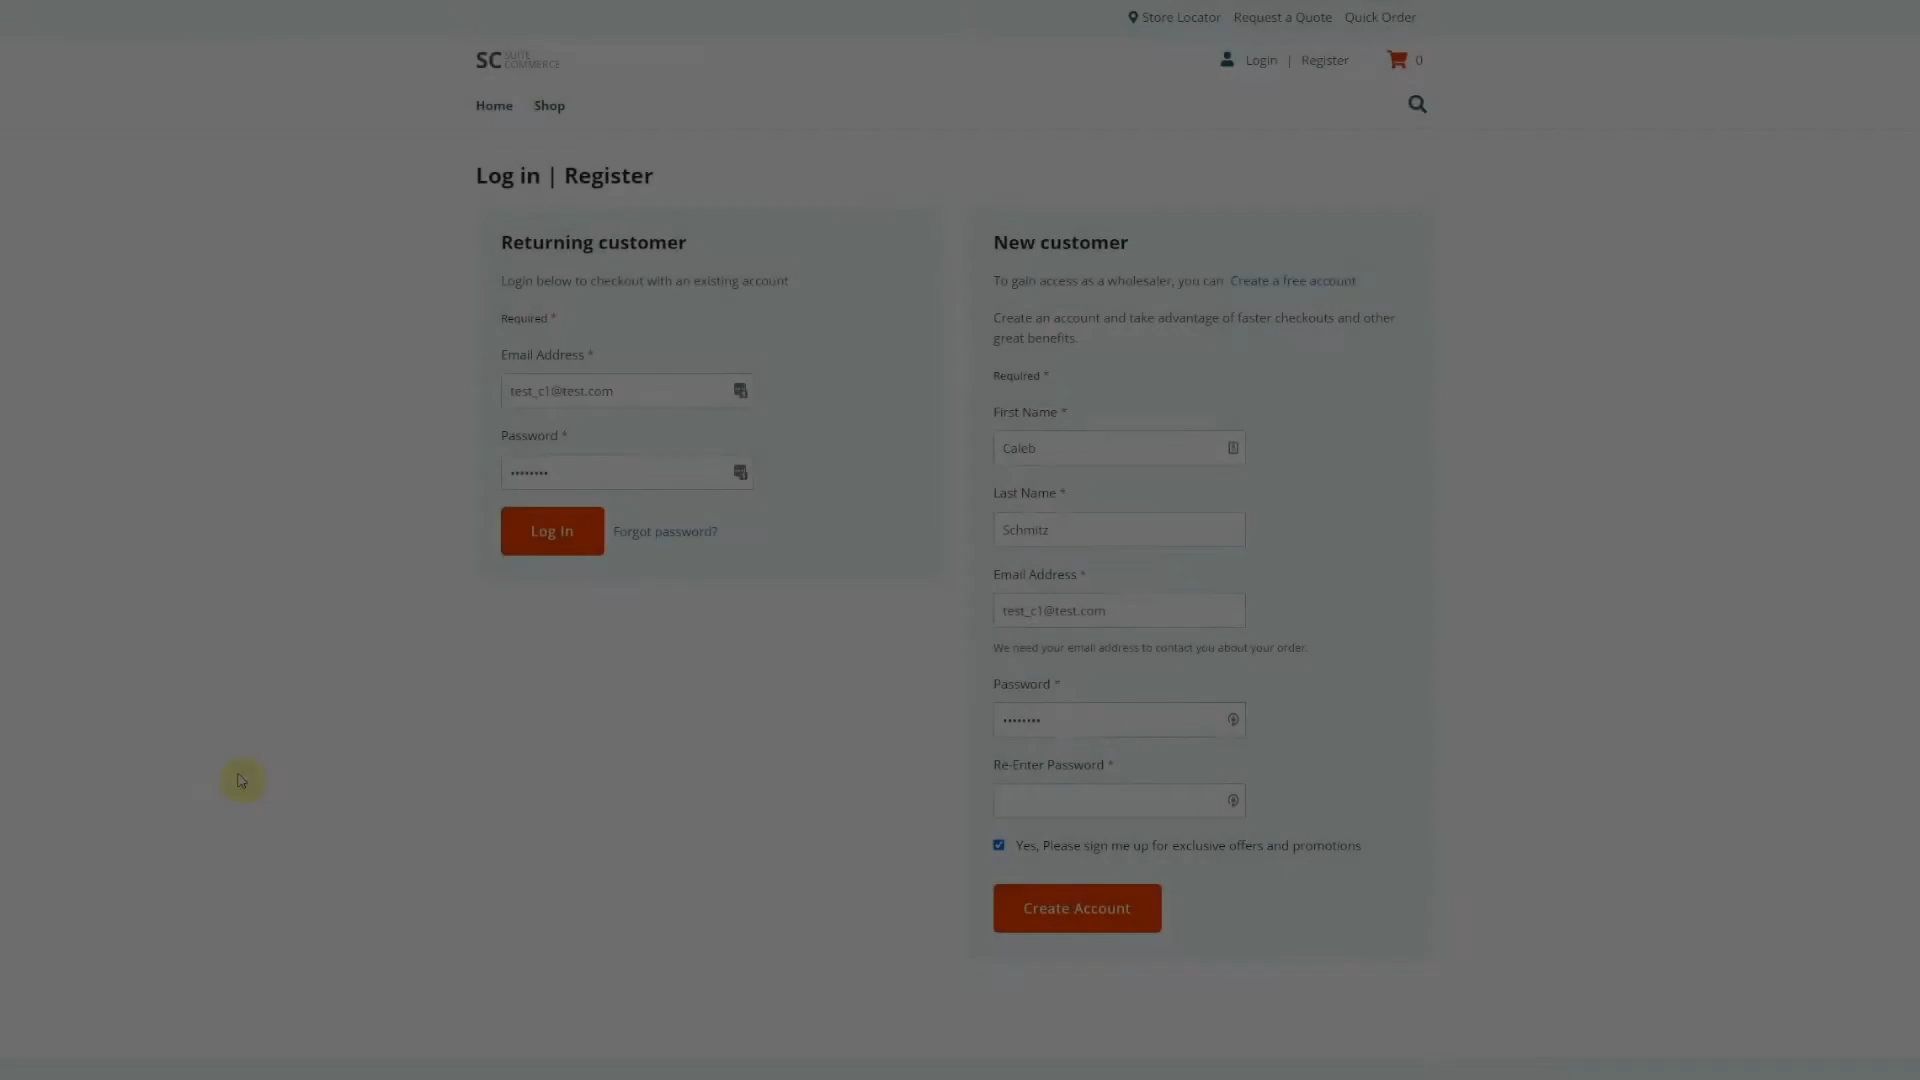 Store Locator Request a Quote Quick Order
SC SUITE COMMERCE
Login | Register 0
Home Shop
Log in | Register
Returning customer
Login below to checkout with an existing account
Required *
Email Address *
test_c1@test.com
Password *
••••••••
Log In Forgot password?
New customer
To gain access as a wholesaler, you can Create a free account
Create an account and take advantage of faster checkouts and other
great benefits.
Required *
First Name *
Caleb
Last Name *
Schmitz
Email Address *
test_c1@test.com
We need your email address to contact you about your order.
Password *
••••••••
Re-Enter Password *
Yes, Please sign me up for exclusive offers and promotions
Create Account